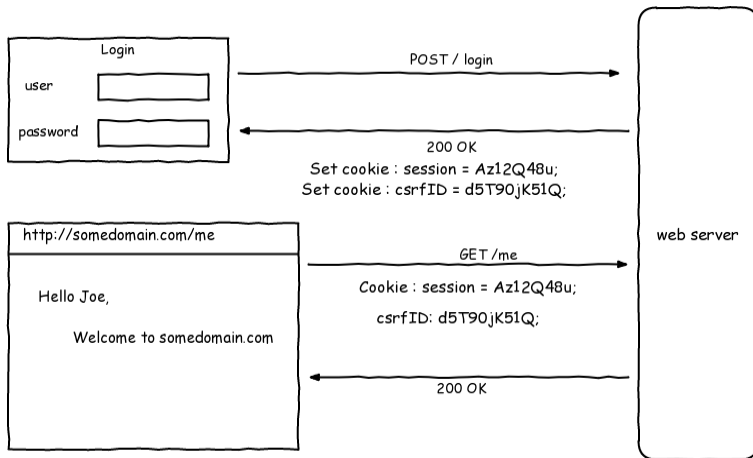 Login
user
password
POST / login
200 OK
Set cookie : session = Az12Q48u;
Set cookie : csrfID = d5T90jK51Q;
web server
http://somedomain.com/me
Hello Joe,
Welcome to somedomain.com
GET /me
Cookie : session = Az12Q48u;
csrfID: d5T90jK51Q;
200 OK